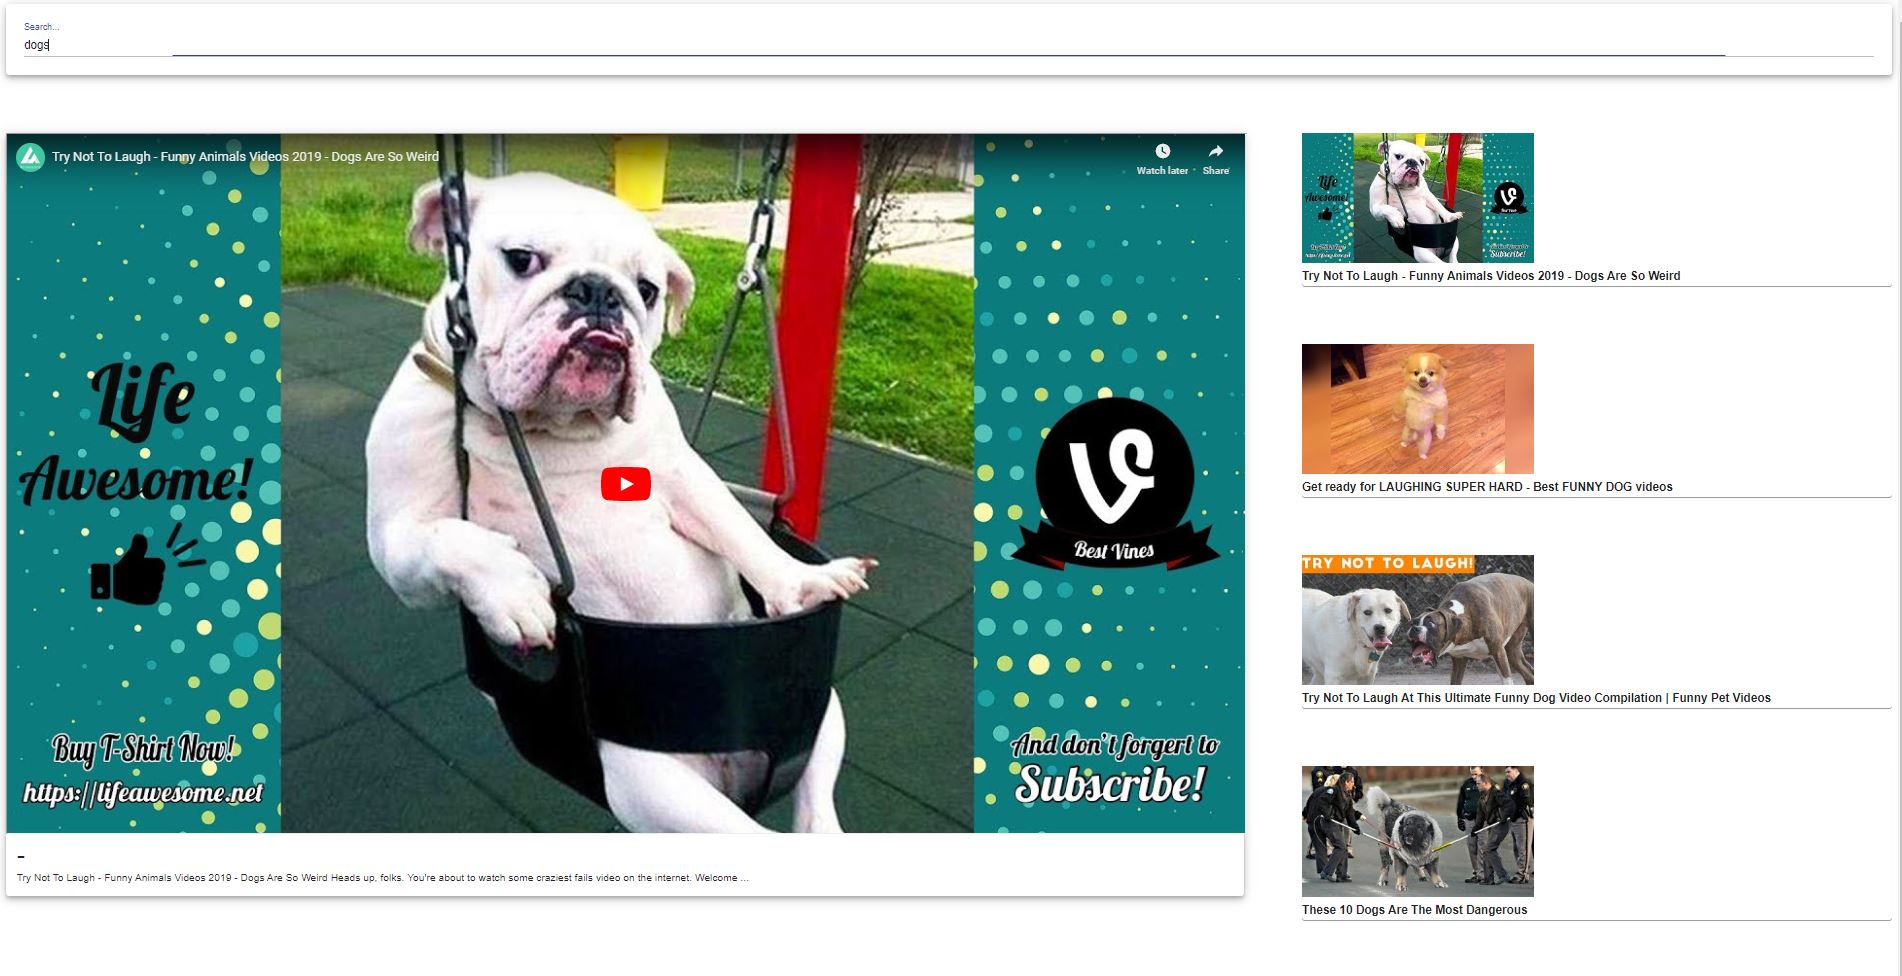 Search...
dogs
Try Not To Laugh - Funny Animals Videos 2019 - Dogs Are So Weird
Watch later
Share
Life
Awesome!
Best Vines
Buy T-Shirt Now!
https://lifeawesome.net
And don't forgert to
Subscribe!
-
Try Not To Laugh - Funny Animals Videos 2019 - Dogs Are So Weird Heads up, folks. You're about to watch some craziest fails video on the internet. Welcome ...
Life
Awesome!
Subscribe!
Try Not To Laugh - Funny Animals Videos 2019 - Dogs Are So Weird
Get ready for LAUGHING SUPER HARD - Best FUNNY DOG videos
TRY NOT TO LAUGH!
Try Not To Laugh At This Ultimate Funny Dog Video Compilation | Funny Pet Videos
These 10 Dogs Are The Most Dangerous